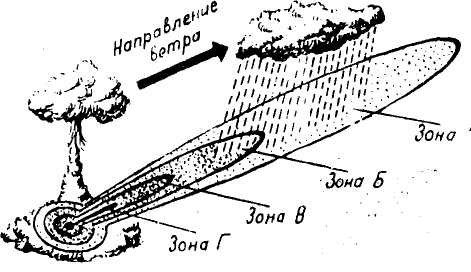 Направление
ветра
Зона
Зона Б
Зона В
Зона Г